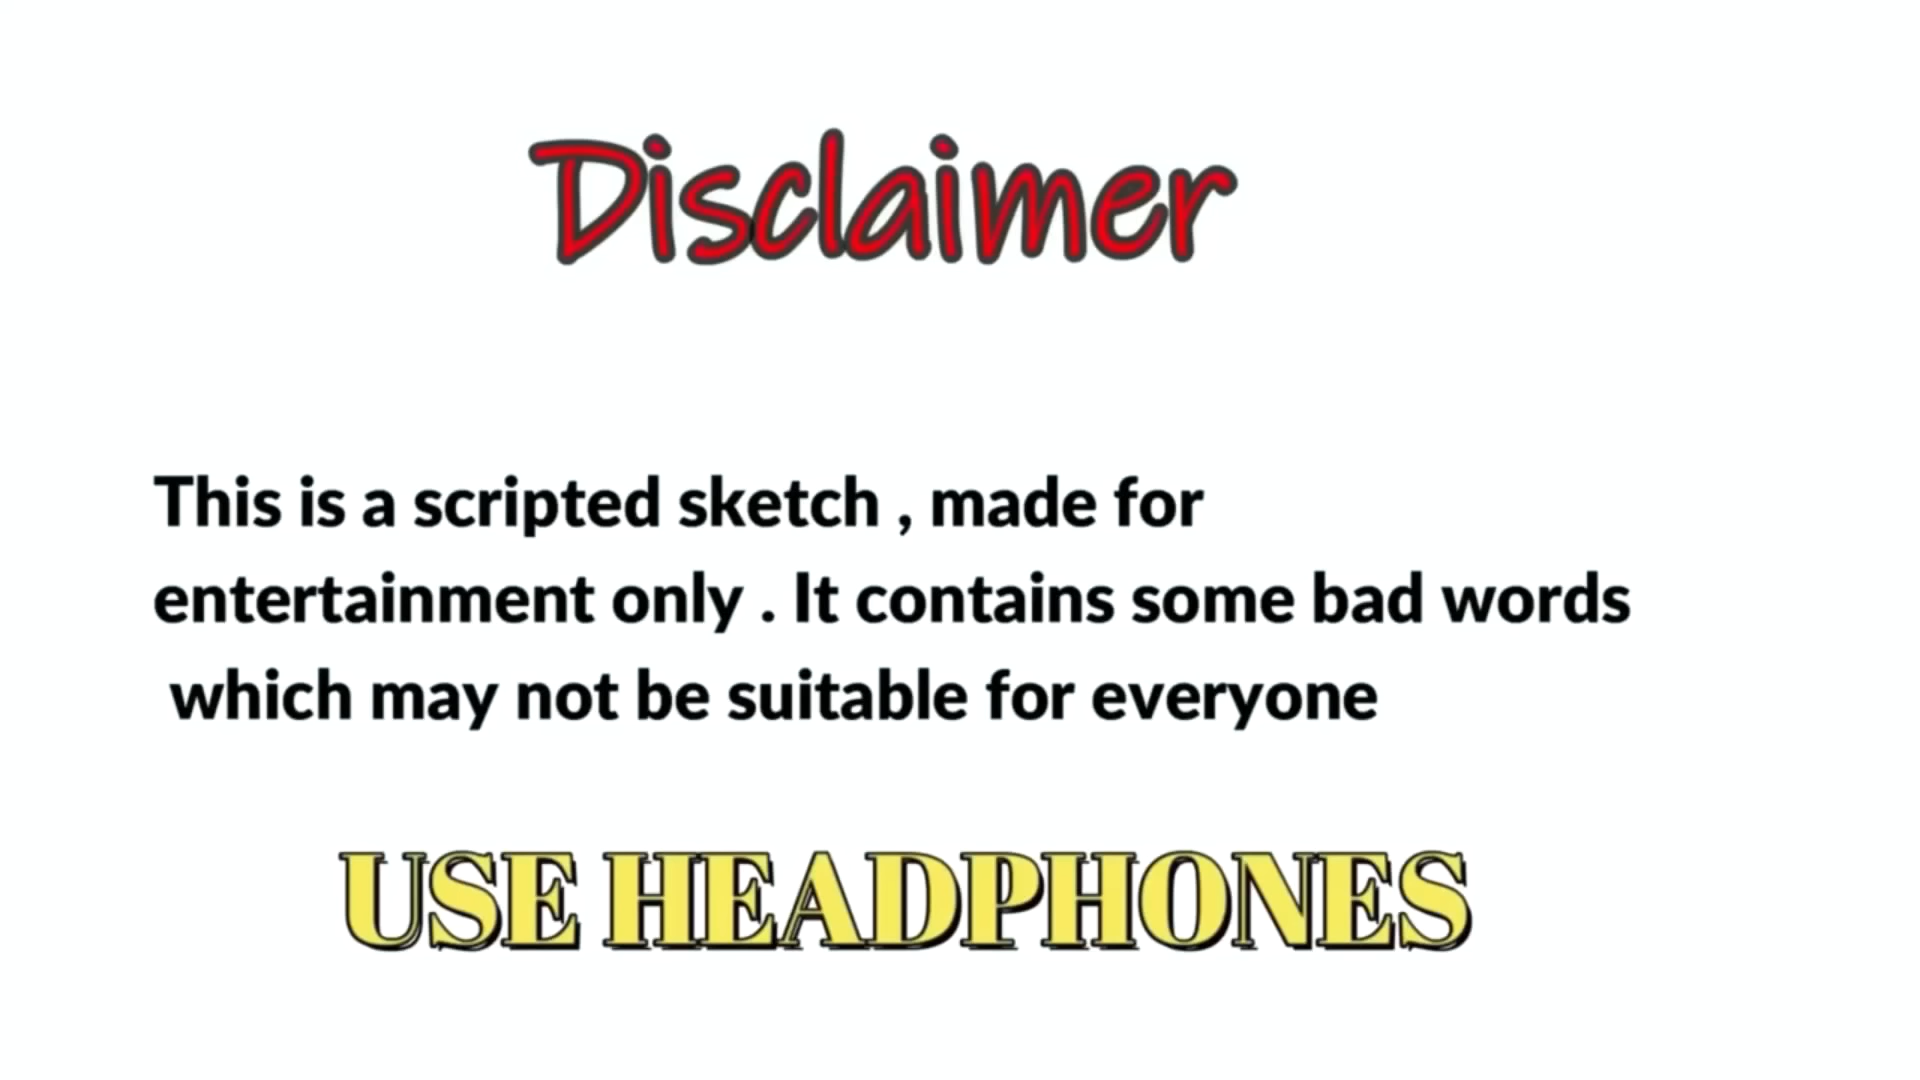 Disclaimer
This is a scripted sketch , made for
entertainment only . It contains some bad words
which may not be suitable for everyone
USE HEADPHONES